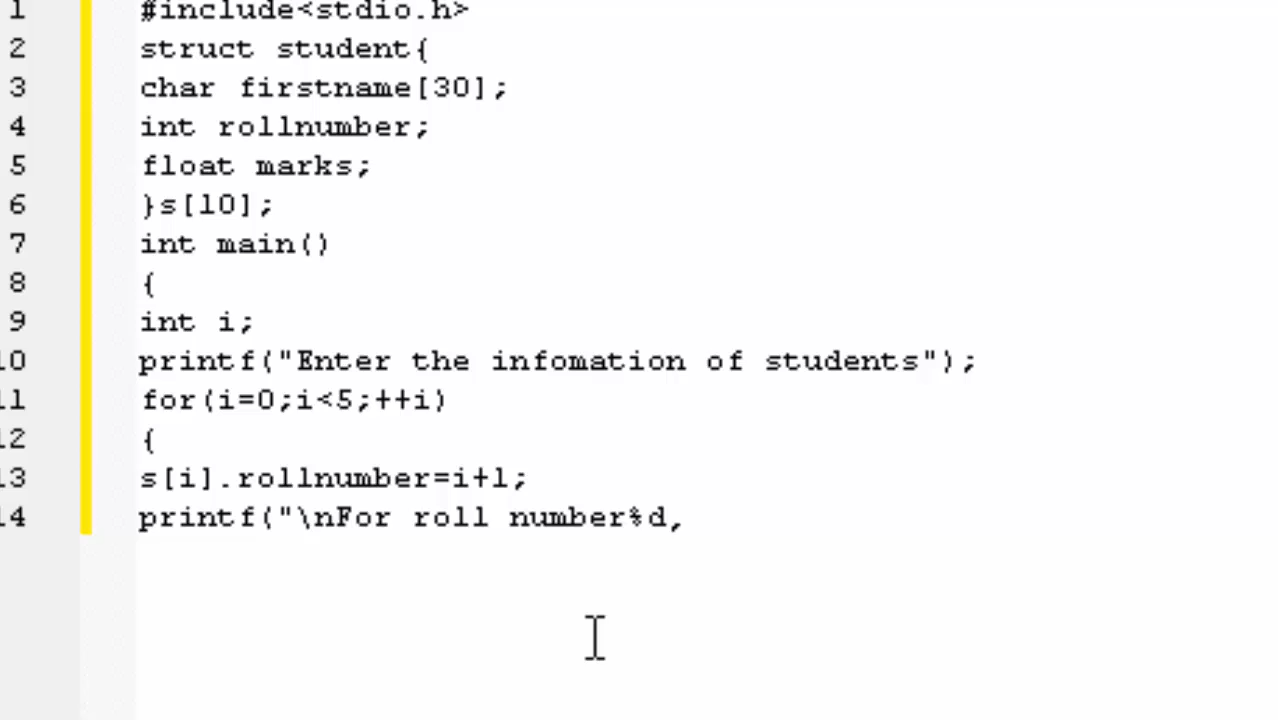 1 #include<stdio.h>
2 struct student{
3 char firstname[30];
4 int rollnumber;
5 float marks;
6 }s[10];
7 int main()
8 {
9 int i;
10 printf("Enter the infomation of students");
11 for(i=0;i<5;++i)
12 {
13 s[i].rollnumber=i+1;
14 printf("\nFor roll number%d,